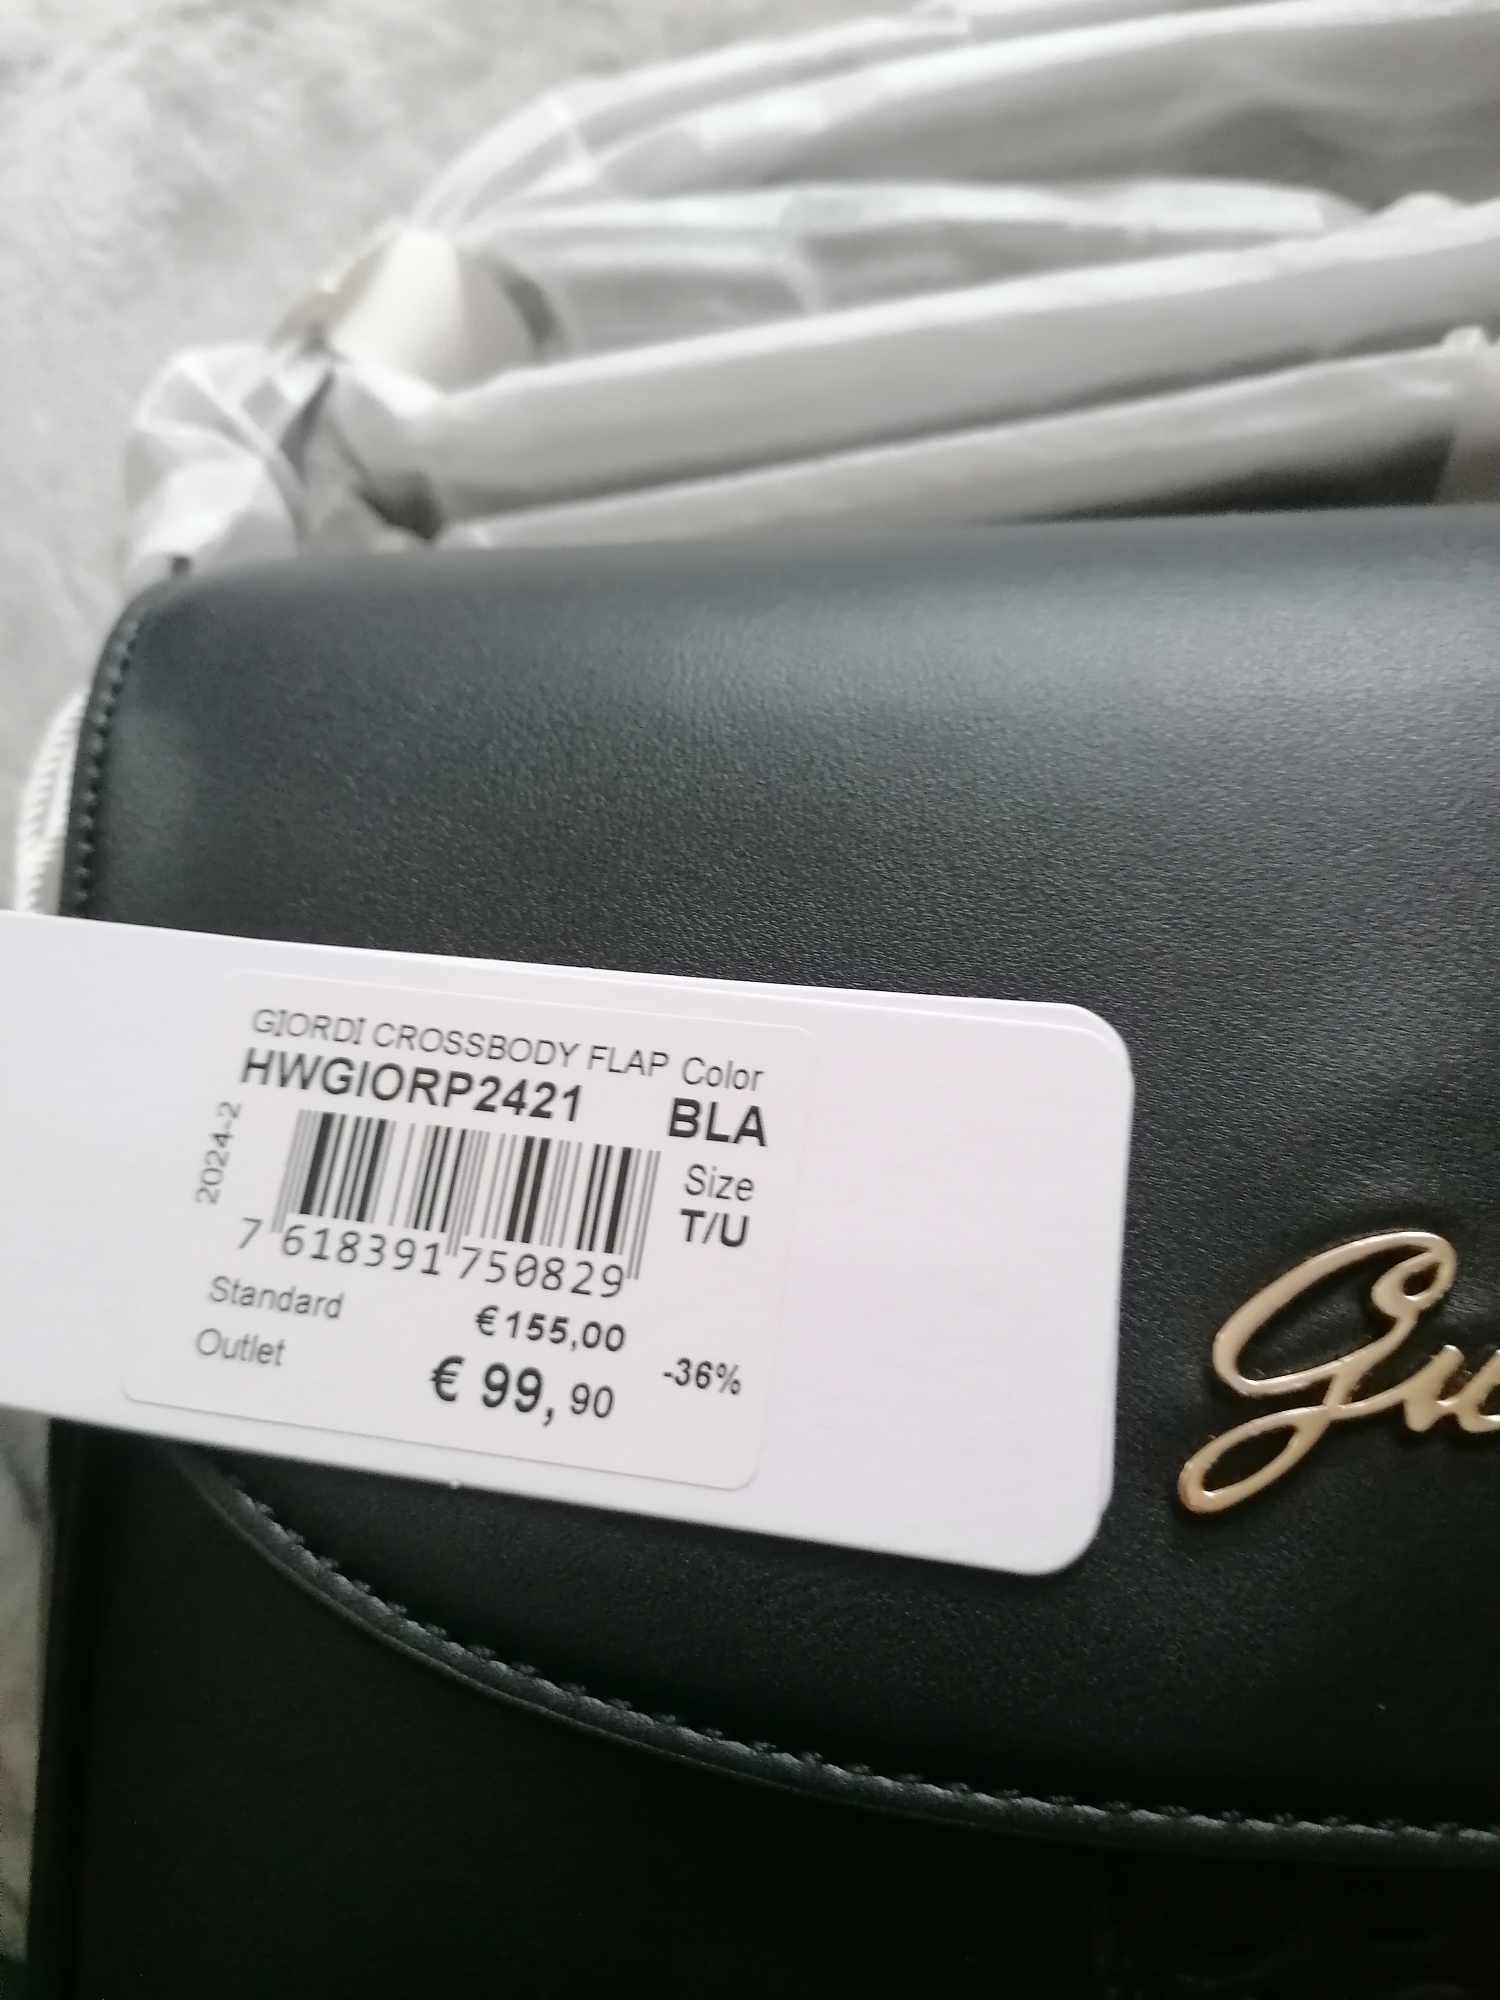 GIORDI CROSSBODY FLAP Color
HWGIORP2421 BLA
2024-2
Size
T/U
7 618391 750829
Standard € 155,00
Outlet € 99,90 -36%
Gu